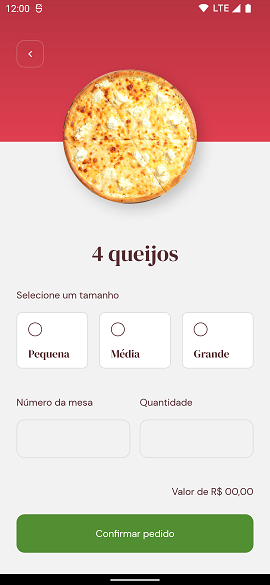 12:00 LTE
4 queijos
Selecione um tamanho
Pequena Média Grande
Número da mesa Quantidade
Valor de R$ 00,00
Confirmar pedido